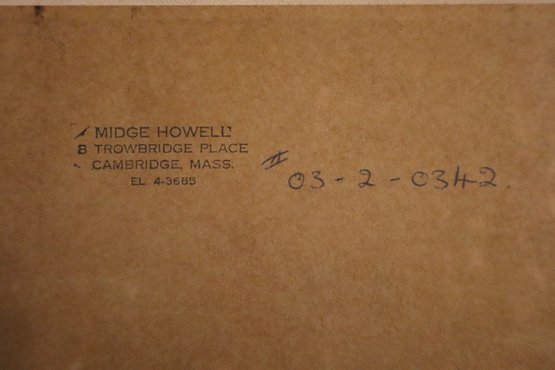 MIDGE HOWELL
8 TROWBRIDGE PLACE
CAMBRIDGE, MASS.
EL 4-3685
# 03-2-0342.